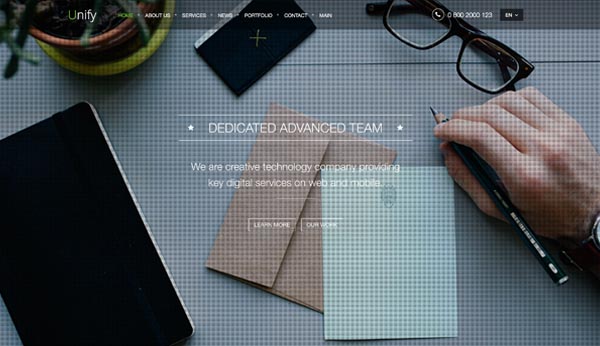 Unify
HOME • ABOUT US • SERVICES • NEWS • PORTFOLIO • CONTACT • MAIN
0 800 2000 123
EN
DEDICATED ADVANCED TEAM
We are creative technology company providing
key digital services on web and mobile.
LEARN MORE
OUR WORK